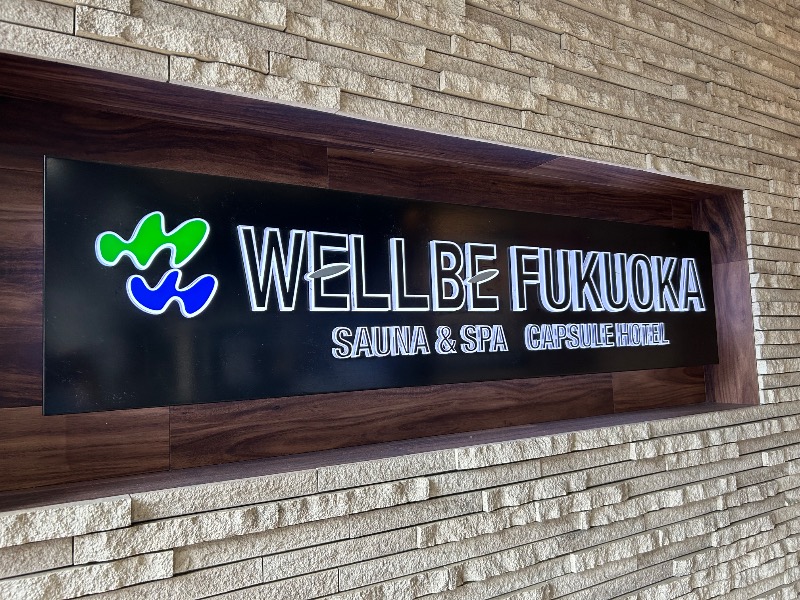 WELLBE FUKUOKA
SAUNA & SPA CAPSULE HOTEL